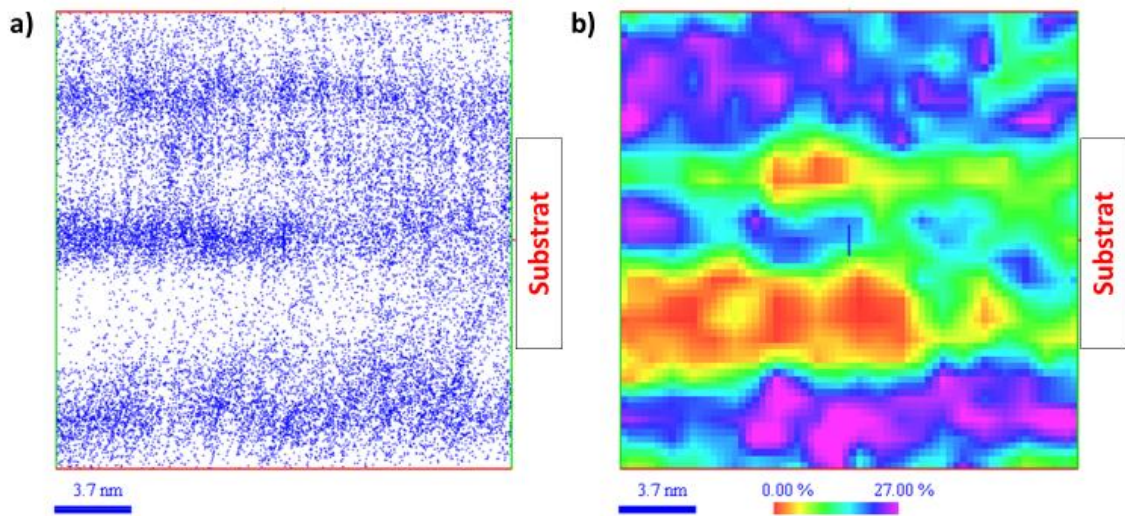 a)
Substrat
3.7 nm
b)
Substrat
3.7 nm
0.00 %
27.00 %